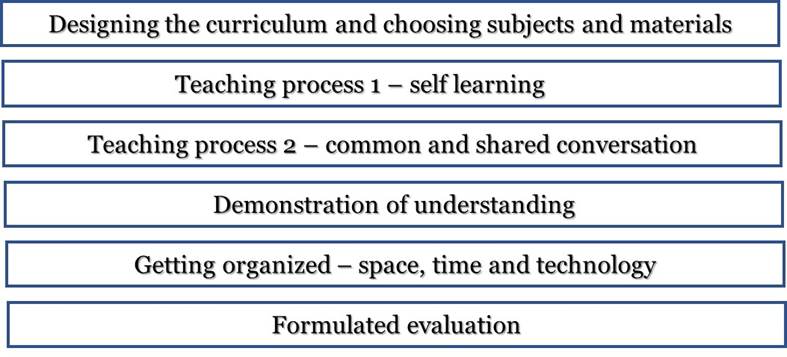 Designing the curriculum and choosing subjects and materials
Teaching process 1 – self learning
Teaching process 2 – common and shared conversation
Demonstration of understanding
Getting organized – space, time and technology
Formulated evaluation